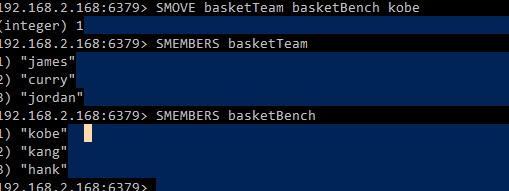 192.168.2.168:6379> SMOVE basketTeam basketBench kobe
(integer) 1
192.168.2.168:6379> SMEMBERS basketTeam
1) "james"
2) "curry"
3) "jordan"
192.168.2.168:6379> SMEMBERS basketBench
1) "kobe"
2) "kang"
3) "hank"
192.168.2.168:6379>